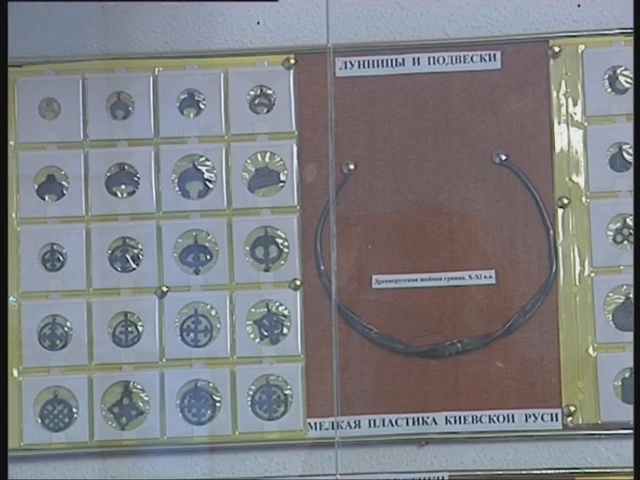 ЛУННИЦЫ И ПОДВЕСКИ
Древнерусская шейная гривна. X-XI в.в.
МЕЛКАЯ ПЛАСТИКА КИЕВСКОЙ РУСИ